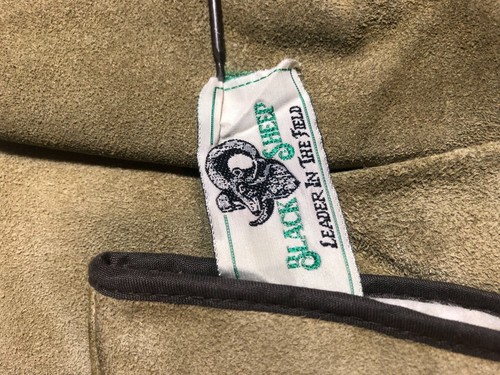 BLACK SHEEP
LEADER IN THE FIELD